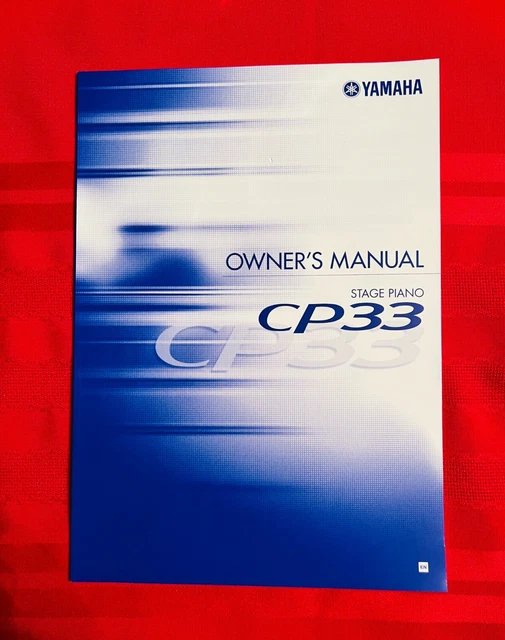 YAMAHA
OWNER'S MANUAL
STAGE PIANO
CP33
CP33
EN